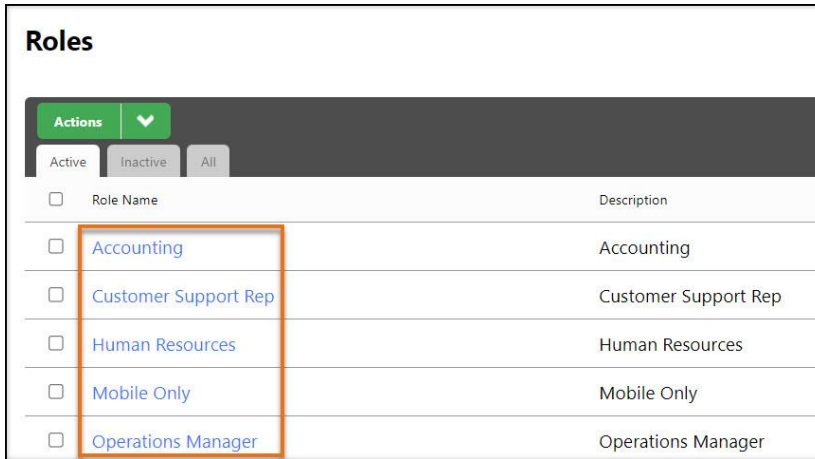 Roles
Actions
Active Inactive All
Role Name Description
Accounting Accounting
Customer Support Rep Customer Support Rep
Human Resources Human Resources
Mobile Only Mobile Only
Operations Manager Operations Manager